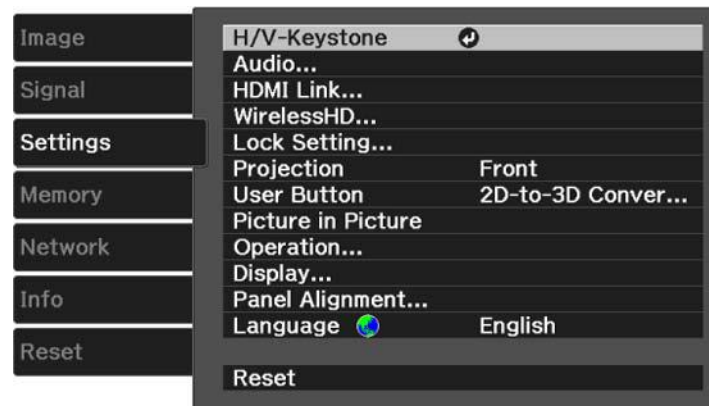 Image
Signal
Settings
Memory
Network
Info
Reset
H/V-Keystone
Audio...
HDMI Link...
WirelessHD...
Lock Setting...
Projection Front
User Button 2D-to-3D Conver...
Picture in Picture
Operation...
Display...
Panel Alignment...
Language English
Reset